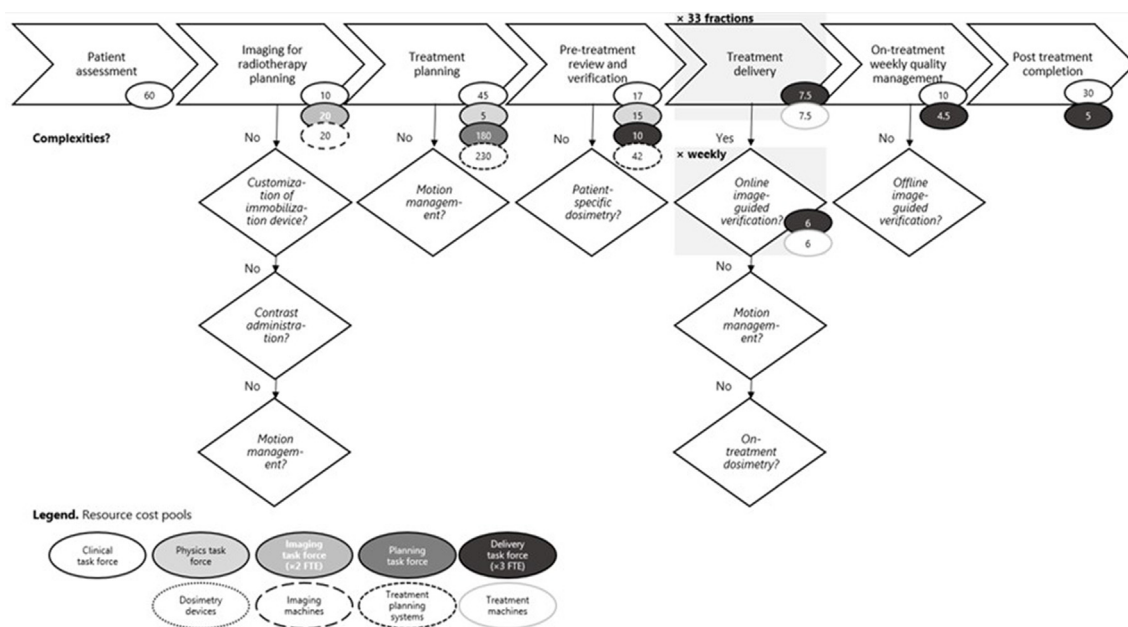 × 33 fractions
Patient
assessment
60
Imaging for
radiotherapy
planning
10
20
20
Treatment
planning
45
5
180
230
Pre-treatment
review and
verification
17
15
10
42
Treatment
delivery
7.5
7.5
On-treatment
weekly quality
management
10
4.5
Post treatment
completion
30
5
Complexities?
No
No
No
Yes
No
× weekly
Customiza-
tion of
immobiliza-
tion device?
Motion
managem-
ent?
Patient-
specific
dosimetry?
Online
image-
guided
verification?
6
6
Offline
image-
guided
verification?
No
No
Contrast
administra-
tion?
Motion
managem-
ent?
No
No
Motion
managem-
ent?
On-
treatment
dosimetry?
Legend. Resource cost pools
Clinical
task force
Physics task
force
Imaging
task force
(×2 FTE)
Planning
task force
Delivery
task force
(×3 FTE)
Dosimetry
devices
Imaging
machines
Treatment
planning
systems
Treatment
machines